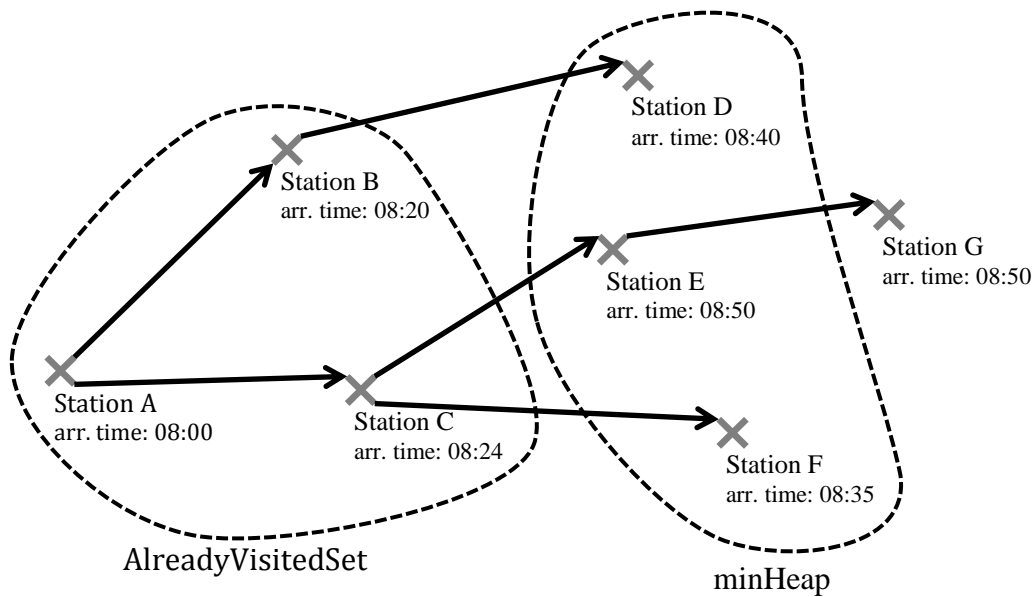 Station D
arr. time: 08:40
Station B
arr. time: 08:20
Station G
arr. time: 08:50
Station E
arr. time: 08:50
Station A
arr. time: 08:00
Station C
arr. time: 08:24
Station F
arr. time: 08:35
AlreadyVisitedSet
minHeap